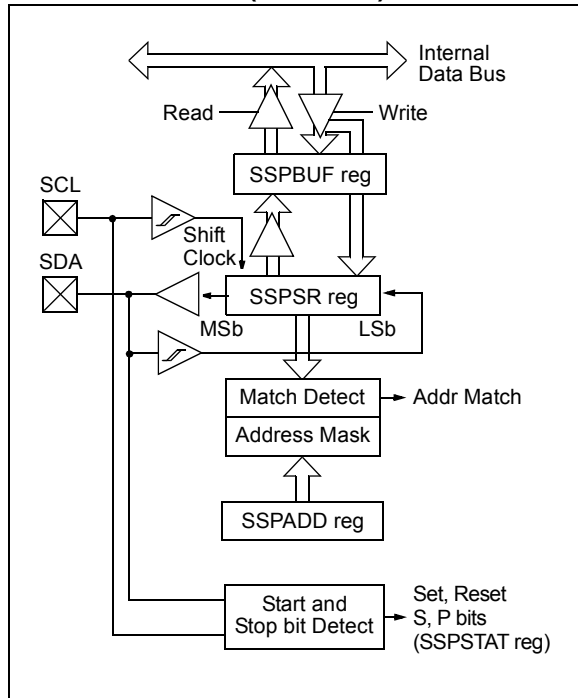 Internal
Data Bus
Read
Write
SSPBUF reg
SCL
Shift
Clock
SDA
SSPSR reg
MSb
LSb
Match Detect
Addr Match
Address Mask
SSPADD reg
Start and
Stop bit Detect
Set, Reset
S, P bits
(SSPSTAT reg)